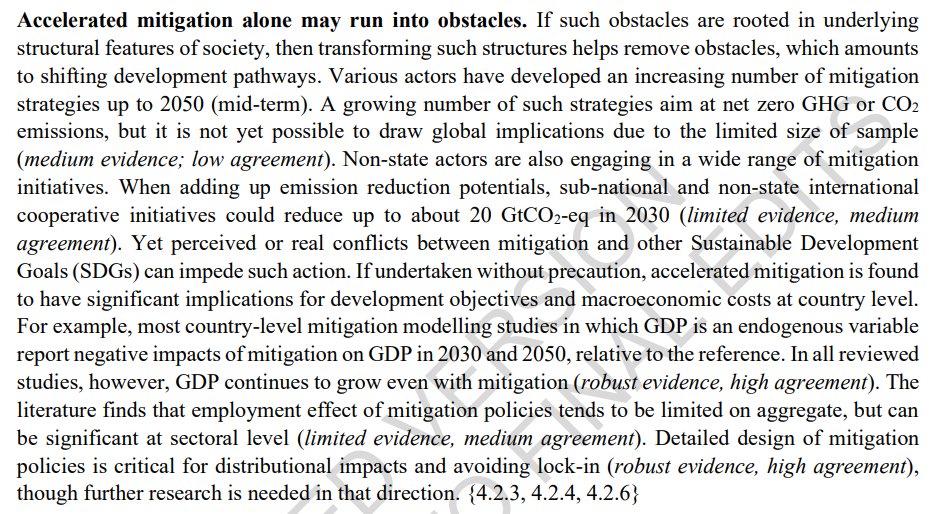 Accelerated mitigation alone may run into obstacles. If such obstacles are rooted in underlying
structural features of society, then transforming such structures helps remove obstacles, which amounts
to shifting development pathways. Various actors have developed an increasing number of mitigation
strategies up to 2050 (mid-term). A growing number of such strategies aim at net zero GHG or CO2
emissions, but it is not yet possible to draw global implications due to the limited size of sample
(medium evidence; low agreement). Non-state actors are also engaging in a wide range of mitigation
initiatives. When adding up emission reduction potentials, sub-national and non-state international
cooperative initiatives could reduce up to about 20 GtCO2-eq in 2030 (limited evidence, medium
agreement). Yet perceived or real conflicts between mitigation and other Sustainable Development
Goals (SDGs) can impede such action. If undertaken without precaution, accelerated mitigation is found
to have significant implications for development objectives and macroeconomic costs at country level.
For example, most country-level mitigation modelling studies in which GDP is an endogenous variable
report negative impacts of mitigation on GDP in 2030 and 2050, relative to the reference. In all reviewed
studies, however, GDP continues to grow even with mitigation (robust evidence, high agreement). The
literature finds that employment effect of mitigation policies tends to be limited on aggregate, but can
be significant at sectoral level (limited evidence, medium agreement). Detailed design of mitigation
policies is critical for distributional impacts and avoiding lock-in (robust evidence, high agreement),
though further research is needed in that direction. {4.2.3, 4.2.4, 4.2.6}
VERSION
FINAL EDITS